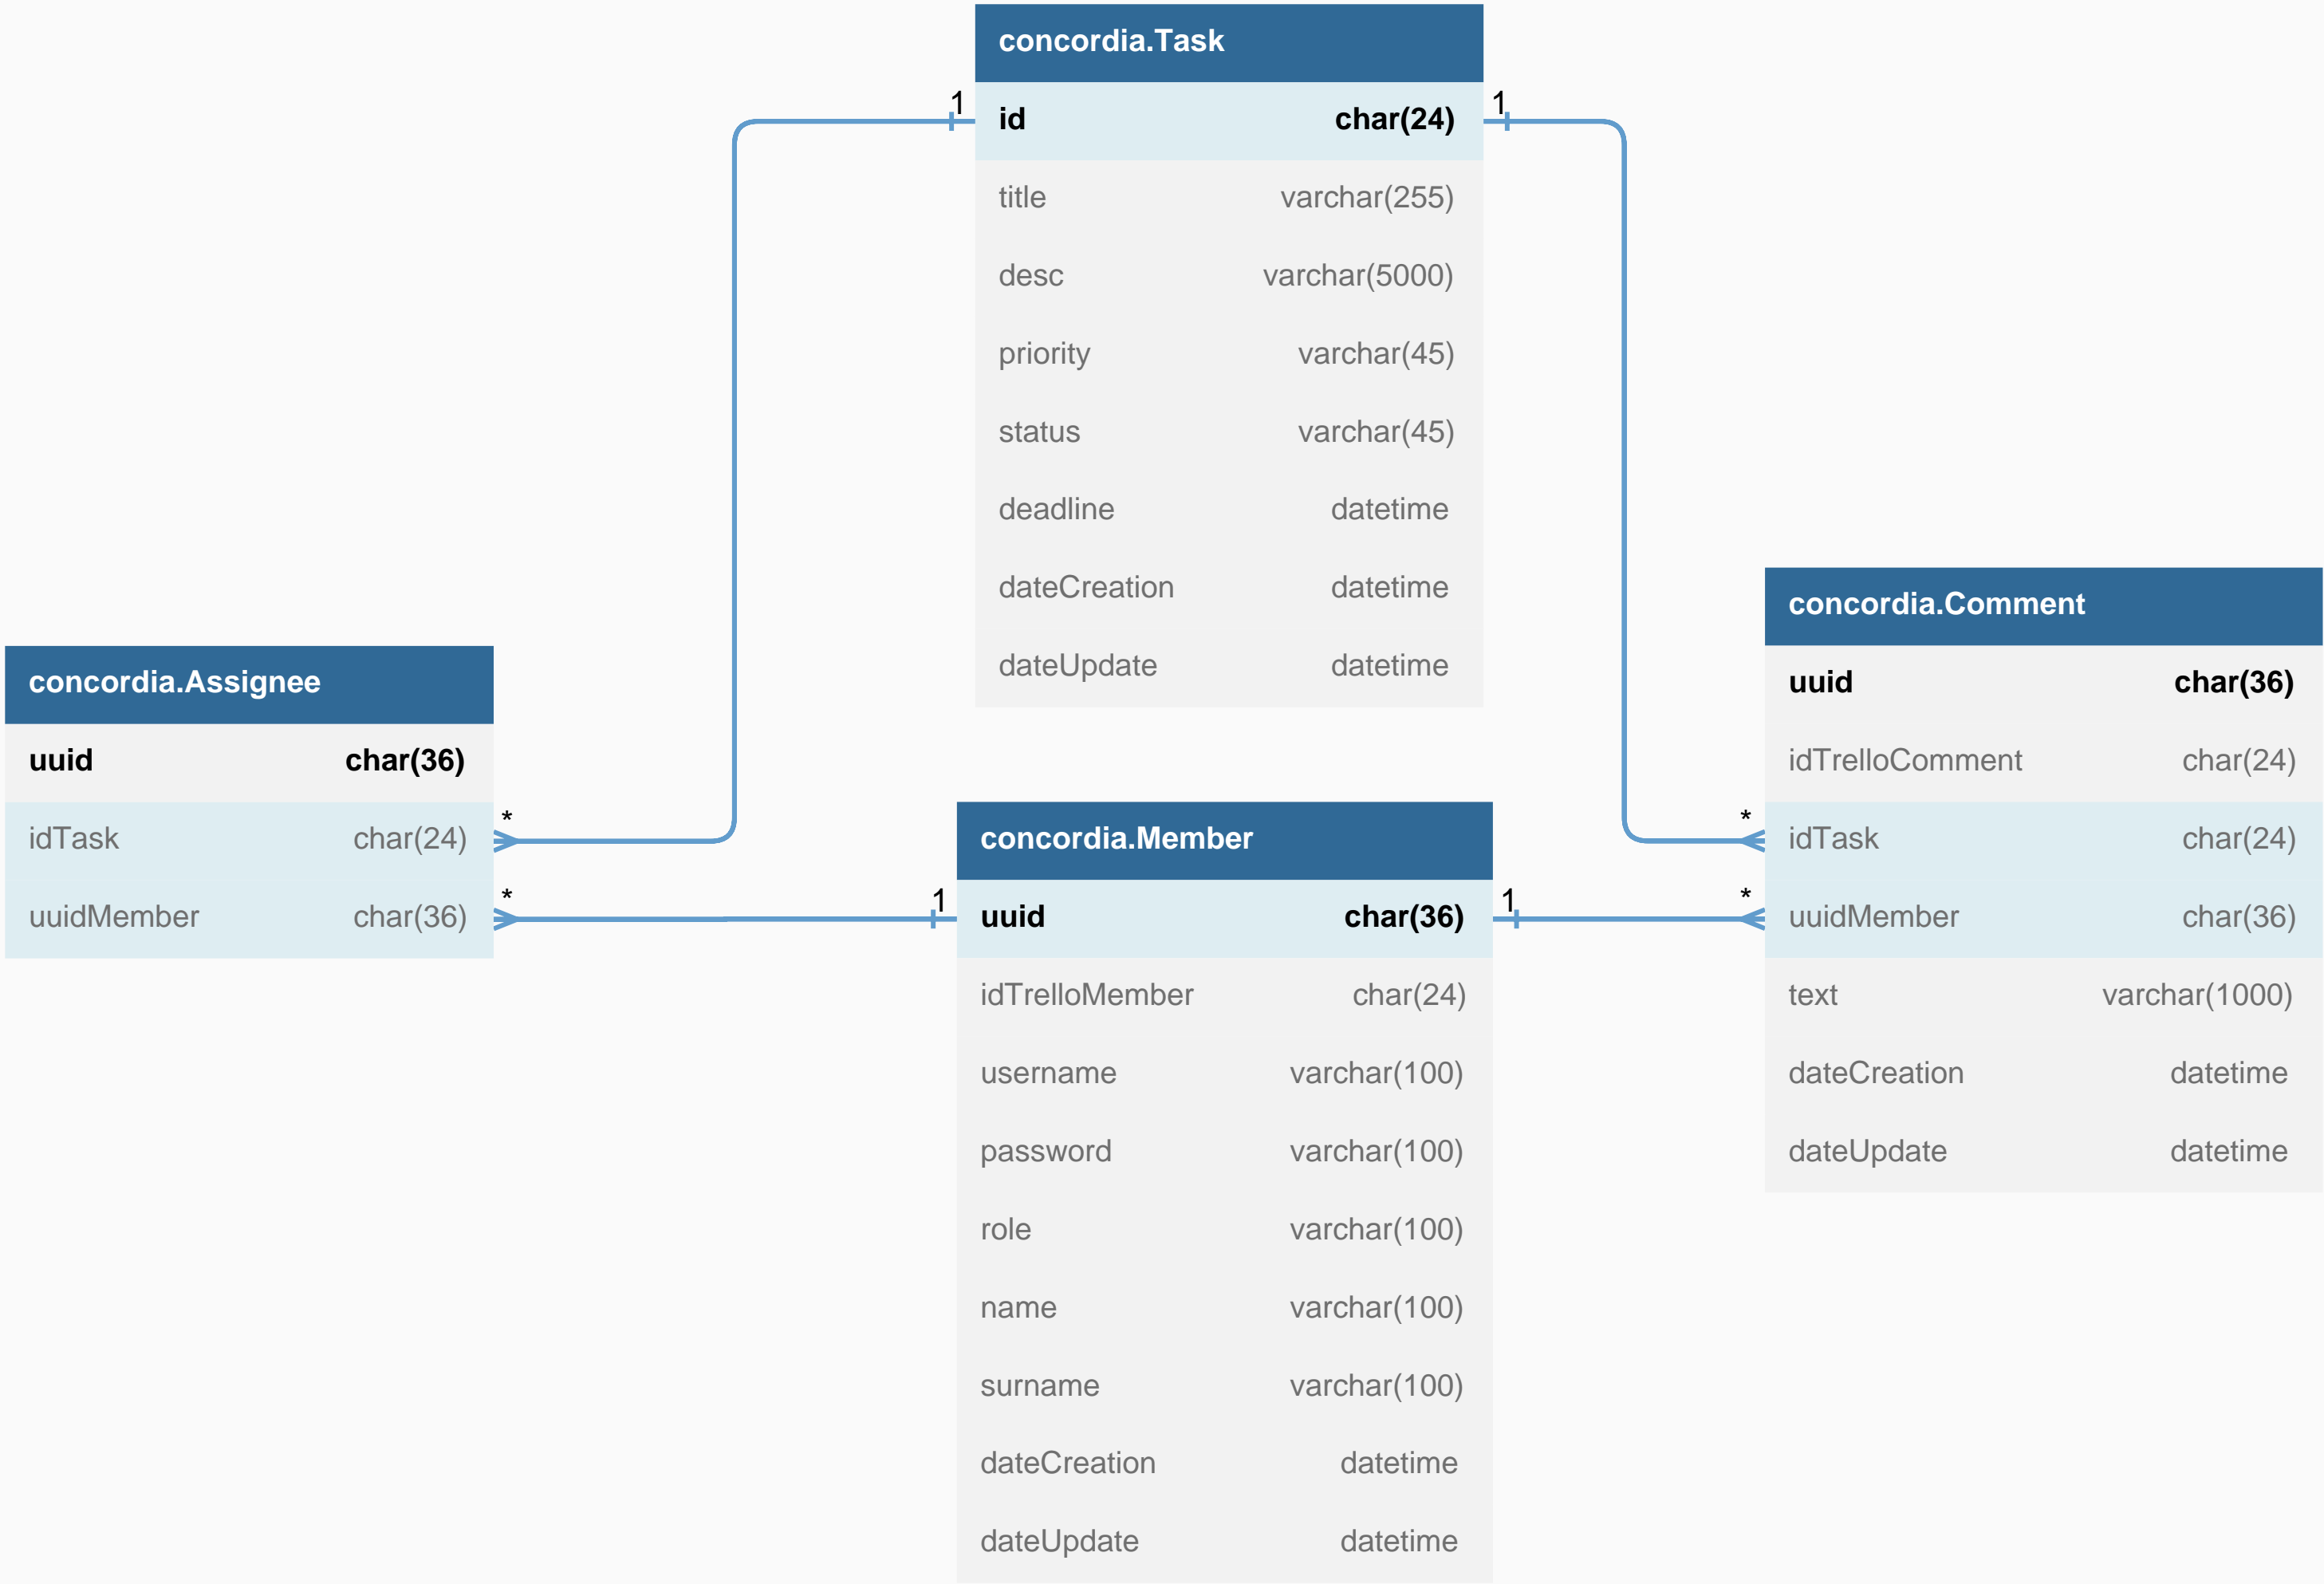 concordia.Task
id char(24)
title varchar(255)
desc varchar(5000)
priority varchar(45)
status varchar(45)
deadline datetime
dateCreation datetime
dateUpdate datetime
1
1
concordia.Assignee
uuid char(36)
idTask char(24)
uuidMember char(36)
*
*
concordia.Member
uuid char(36)
idTrelloMember char(24)
username varchar(100)
password varchar(100)
role varchar(100)
name varchar(100)
surname varchar(100)
dateCreation datetime
dateUpdate datetime
1
1
concordia.Comment
uuid char(36)
idTrelloComment char(24)
idTask char(24)
uuidMember char(36)
text varchar(1000)
dateCreation datetime
dateUpdate datetime
*
*